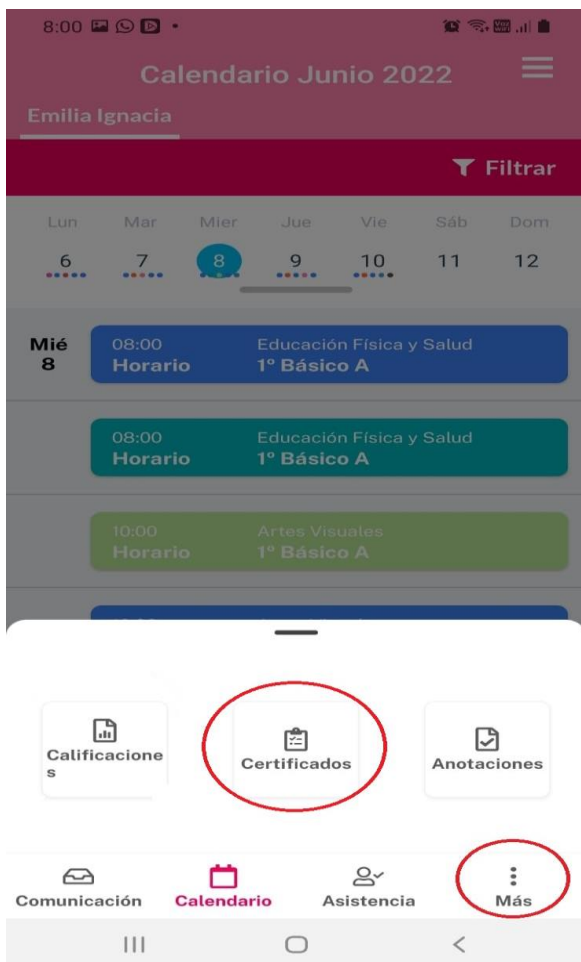 8:00
Calendario Junio 2022
Emilia Ignacia
Filtrar
Lun Mar Mier Jue Vie Sáb Dom
6 7 8 9 10 11 12
Mié 08:00 Educación Física y Salud
8 Horario 1º Básico A
08:00 Educación Física y Salud
Horario 1º Básico A
10:00 Artes Visuales
Horario 1º Básico A
Calificacione
s
Certificados
Anotaciones
Comunicación Calendario Asistencia Más